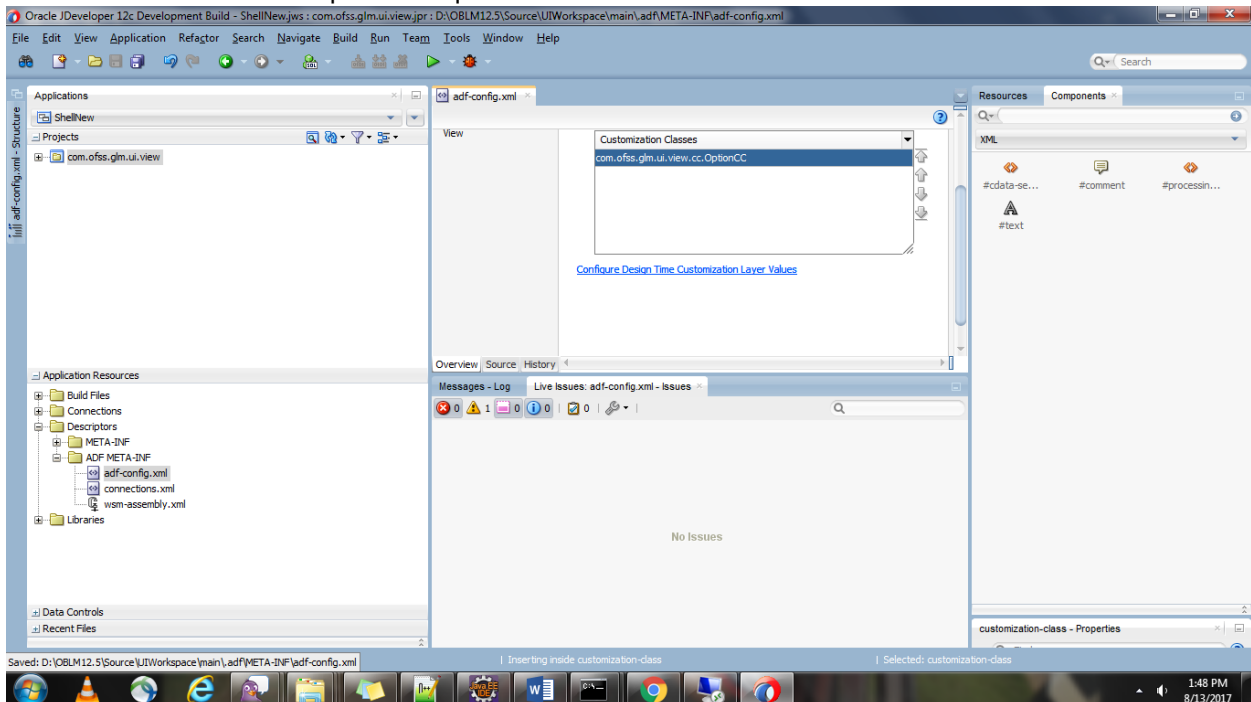 Oracle JDeveloper 12c Development Build - ShellNew.jws : com.ofss.glm.ui.view.jpr : D:\OBLM12.5\Source\UIWorkspace\main\.adf\META-INF\adf-config.xml
File Edit View Application Refactor Search Navigate Build Run Team Tools Window Help
Search
Applications
ShellNew
Projects
com.ofss.glm.ui.view
adf-config.xml - Structure
Application Resources
Build Files
Connections
Descriptors
META-INF
ADF META-INF
adf-config.xml
connections.xml
wsm-assembly.xml
Libraries
Data Controls
Recent Files
adf-config.xml
View
Customization Classes
com.ofss.glm.ui.view.cc.OptionCC
Configure Design Time Customization Layer Values
Overview Source History
Messages - Log Live Issues: adf-config.xml - Issues
0 1 0 0 0
No Issues
Resources Components
XML
#cdata-se... #comment #processin...
#text
customization-class - Properties
Saved: D:\OBLM12.5\Source\UIWorkspace\main\.adf\META-INF\adf-config.xml
Inserting inside customization-class
Selected: customization-class
1:48 PM
8/13/2017